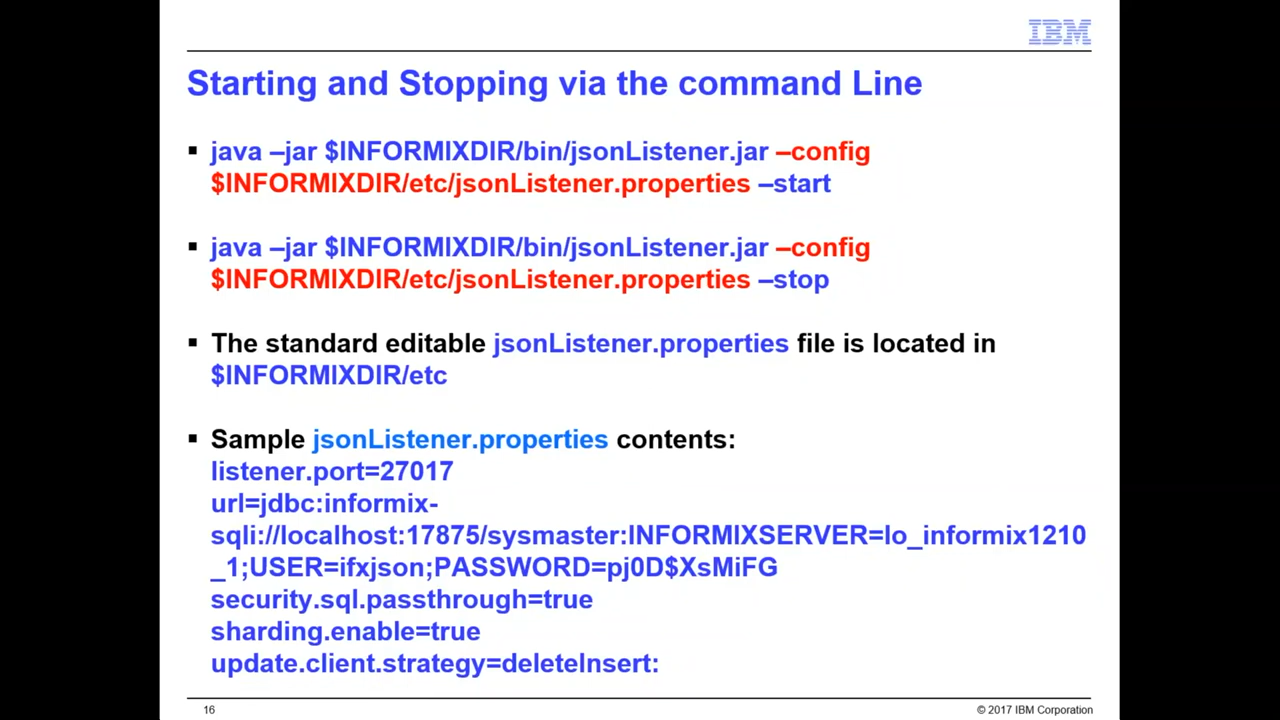 IBM
Starting and Stopping via the command Line
▪ java –jar $INFORMIXDIR/bin/jsonListener.jar –config
$INFORMIXDIR/etc/jsonListener.properties –start
▪ java –jar $INFORMIXDIR/bin/jsonListener.jar –config
$INFORMIXDIR/etc/jsonListener.properties –stop
▪ The standard editable jsonListener.properties file is located in
$INFORMIXDIR/etc
▪ Sample jsonListener.properties contents:
listener.port=27017
url=jdbc:informix-
sqli://localhost:17875/sysmaster:INFORMIXSERVER=lo_informix1210
_1;USER=ifxjson;PASSWORD=pj0D$XsMiFG
security.sql.passthrough=true
sharding.enable=true
update.client.strategy=deleteInsert:
16
© 2017 IBM Corporation